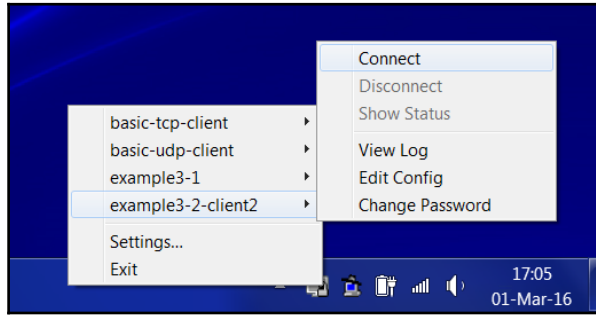 Connect
Disconnect
Show Status
View Log
Edit Config
Change Password
basic-tcp-client
basic-udp-client
example3-1
example3-2-client2
Settings...
Exit
17:05
01-Mar-16